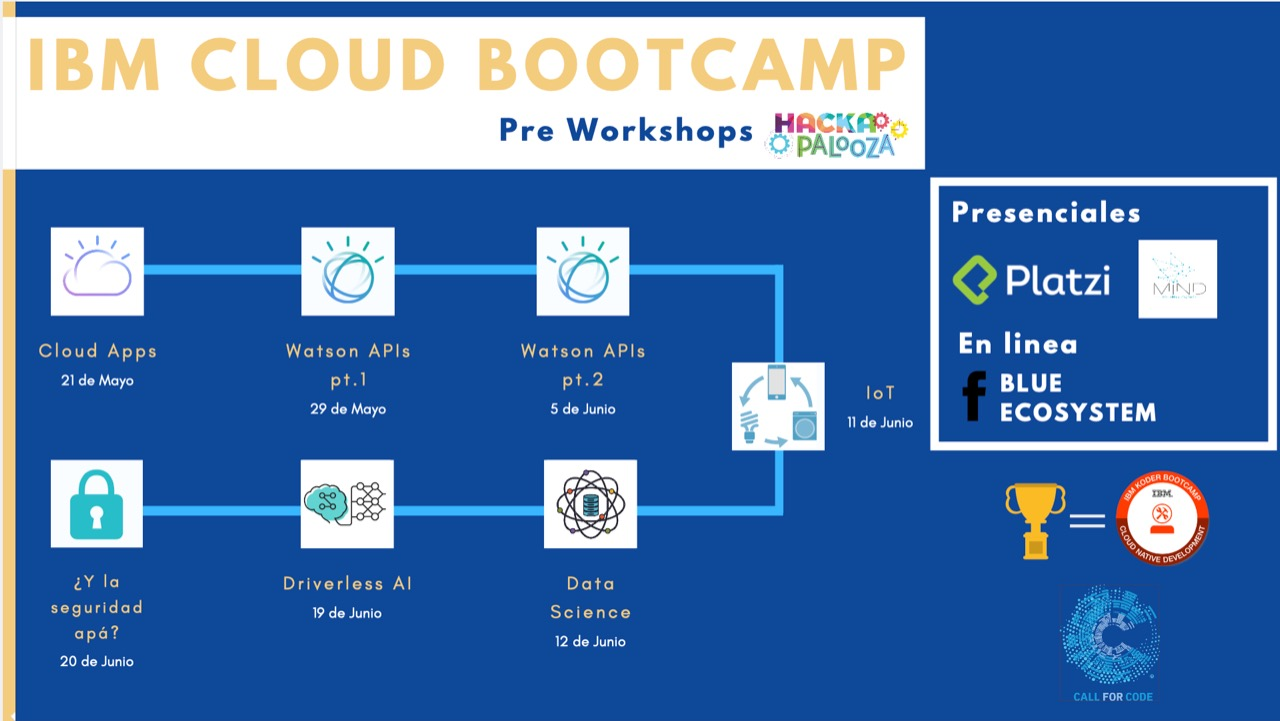 IBM CLOUD BOOTCAMP
Pre Workshops
HACKA
PALOOZA
Cloud Apps
21 de Mayo
Watson APIs
pt.1
29 de Mayo
Watson APIs
pt.2
5 de Junio
IoT
11 de Junio
¿Y la
seguridad
apá?
20 de Junio
Driverless AI
19 de Junio
Data
Science
12 de Junio
Presenciales
Platzi
MIND
En linea
f BLUE
ECOSYSTEM
IBM KODER BOOTCAMP
IBM.
CLOUD NATIVE DEVELOPMENT
CALL FOR CODE